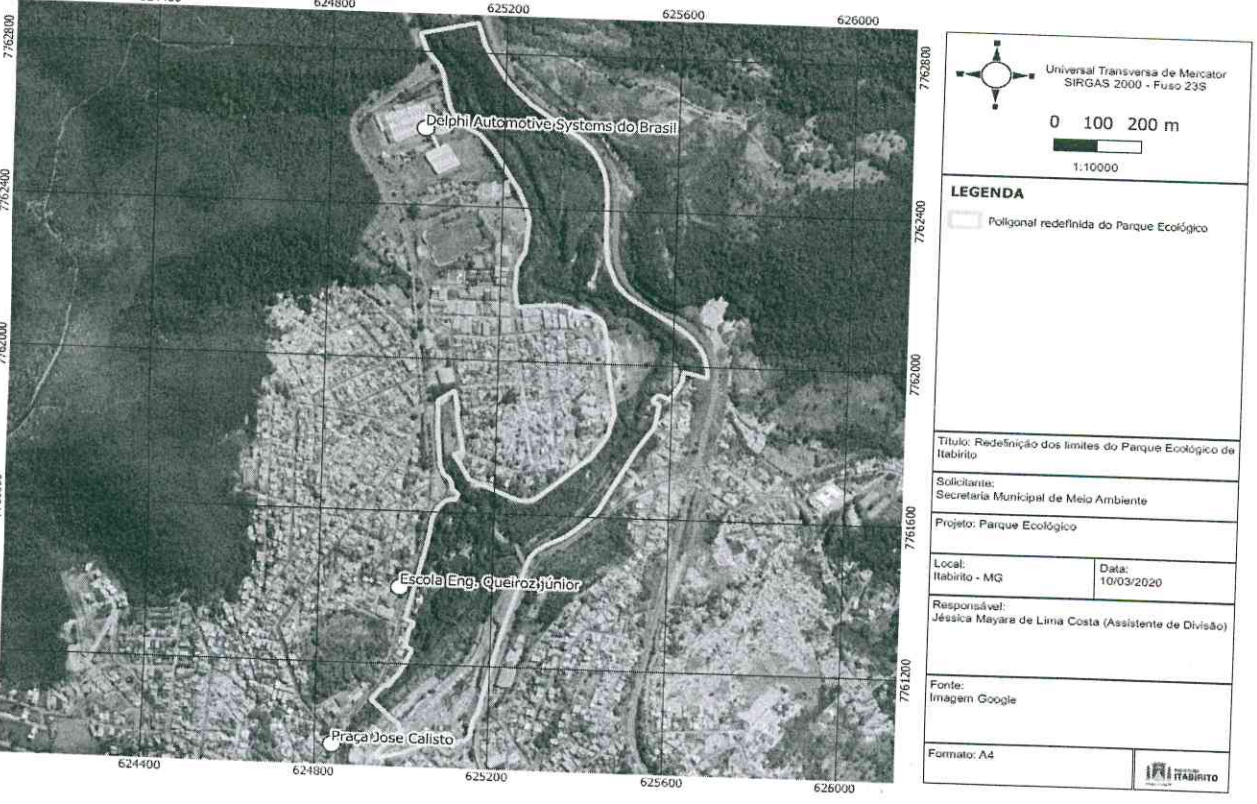 624800
625200
625600
626000
7762800
7762800
Delphi Automotive Systems do Brasil
7762400
7762400
7762000
7762000
7761600
Escola Eng. Queiroz júnior
7761200
Praça Jose Calisto
624400
624800
625200
625600
626000
Universal Transversa de Mercator
SIRGAS 2000 - Fuso 23S
0 100 200 m
1:10000
LEGENDA
Poligonal redefinida do Parque Ecológico
Título: Redefinição dos limites do Parque Ecológico de
Itabirito
Solicitante:
Secretaria Municipal de Meio Ambiente
Projeto: Parque Ecológico
Local:
Itabirito - MG
Data:
10/03/2020
Responsável:
Jéssica Mayara de Lima Costa (Assistente de Divisão)
Fonte:
Imagem Google
Formato: A4
ITABIRITO